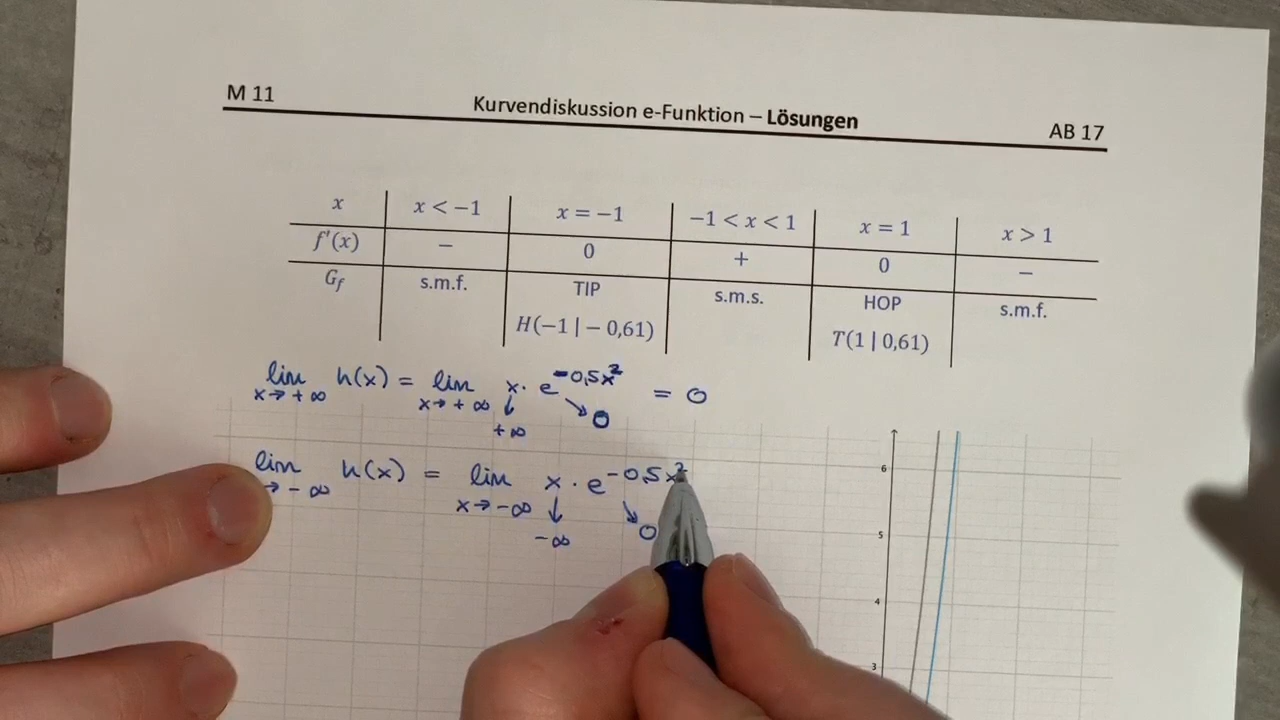 M 11
Kurvendiskussion e-Funktion – Lösungen
AB 17
x x < −1 x = −1 −1 < x < 1 x = 1 x > 1
f'(x) − 0 + 0 −
G_f s.m.f. TIP s.m.s. HOP s.m.f.
H(−1 | − 0,61) T(1 | 0,61)
lim h(x) = lim x · e^−0,5x² = 0
x→+∞ x→+∞ ↓ ↘ 0
+∞
lim h(x) = lim x · e^−0,5x²
→−∞ x→−∞ ↓ ↘ 0
−∞
6
5
4
3